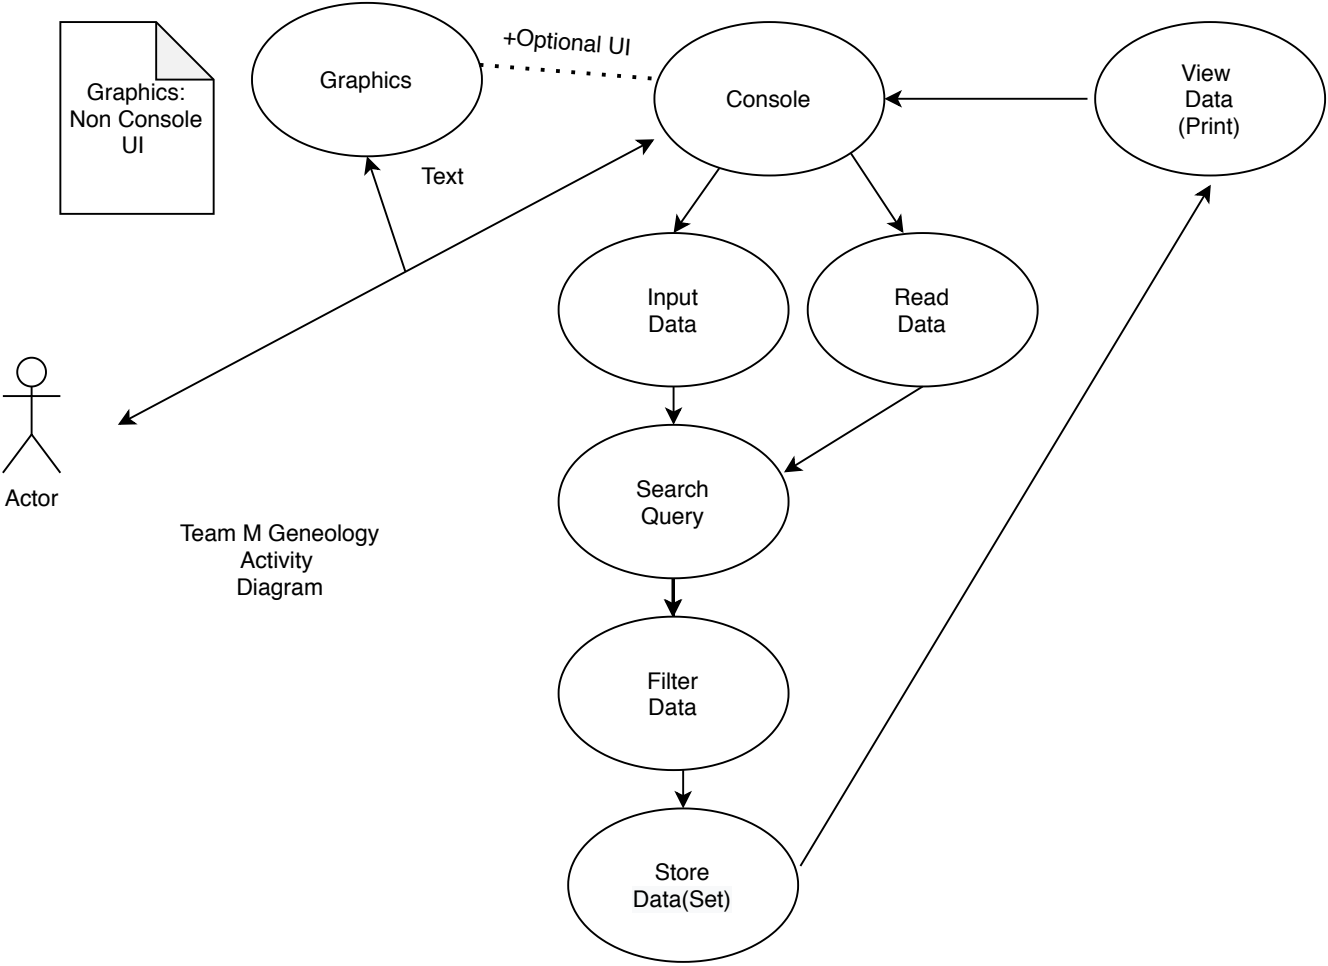 Graphics:
Non Console
UI
Graphics
+Optional UI
Console
View
Data
(Print)
Text
Input
Data
Read
Data
Actor
Search
Query
Team M Geneology
Activity
Diagram
Filter
Data
Store
Data(Set)